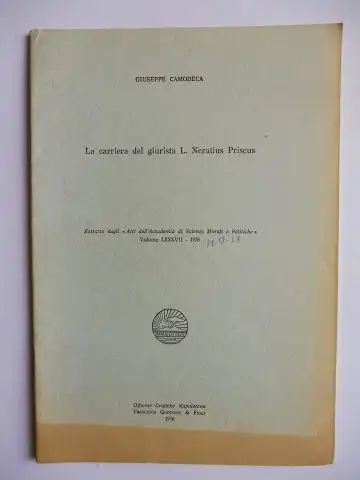 GIUSEPPE CAMODECA
La carriera del giurista L. Neratius Priscus
Estratto dagli « Atti dell'Accademia di Scienze Morali e Politiche »
Volume LXXXVII - 1976
Officine Grafiche Napoletane
Francesco Giannini & Figli
1976